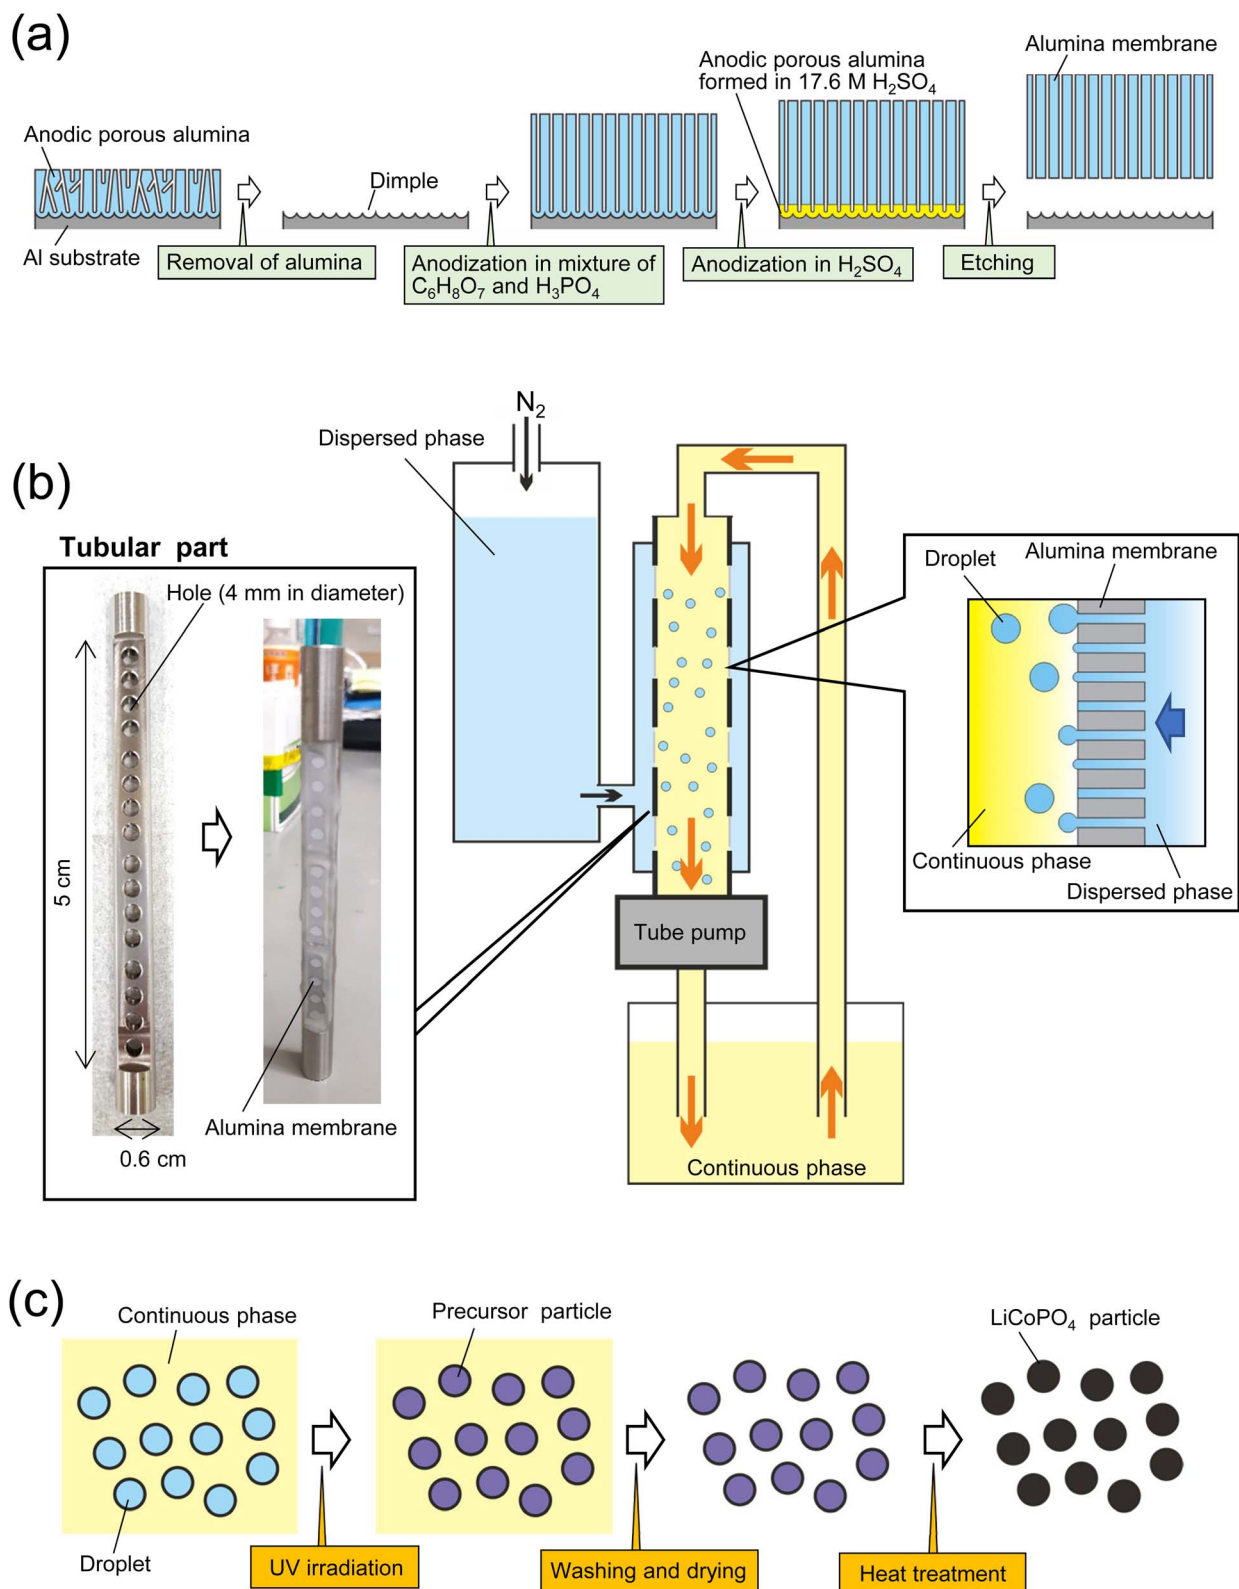 (a)
Anodic porous alumina
Al substrate
Removal of alumina
Dimple
Anodization in mixture of
C₆H₈O₇ and H₃PO₄
Anodic porous alumina
formed in 17.6 M H₂SO₄
Anodization in H₂SO₄
Etching
Alumina membrane
(b)
Tubular part
Hole (4 mm in diameter)
5 cm
0.6 cm
Alumina membrane
Dispersed phase
N₂
Tube pump
Continuous phase
Droplet
Alumina membrane
Continuous phase
Dispersed phase
(c)
Continuous phase
Droplet
UV irradiation
Precursor particle
Washing and drying
Heat treatment
LiCoPO₄ particle